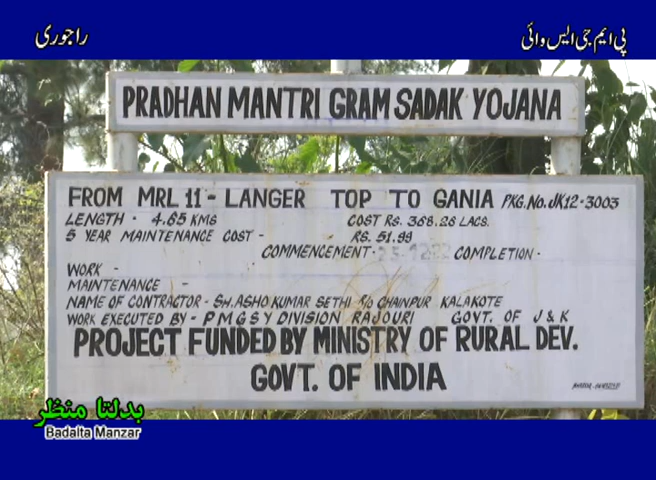 راجوری
پی ایم جی ایس وائی
PRADHAN MANTRI GRAM SADAK YOJANA
FROM MRL 11 - LANGER TOP TO GANIA PKG.No.JK12-3003
LENGTH - 4.65 KMS COST Rs. 368.28 LACS.
5 YEAR MAINTENANCE COST - RS. 51.99
COMMENCEMENT - COMPLETION -
WORK -
MAINTENANCE -
NAME OF CONTRACTOR - SH. ASHO KUMAR SETHI R/O CHAINPUR KALAKOTE
WORK EXECUTED BY - PMGSY DIVISION RAJOURI GOVT. OF J & K
PROJECT FUNDED BY MINISTRY OF RURAL DEV.
GOVT. OF INDIA
بدلتا منظر
Badalta Manzar